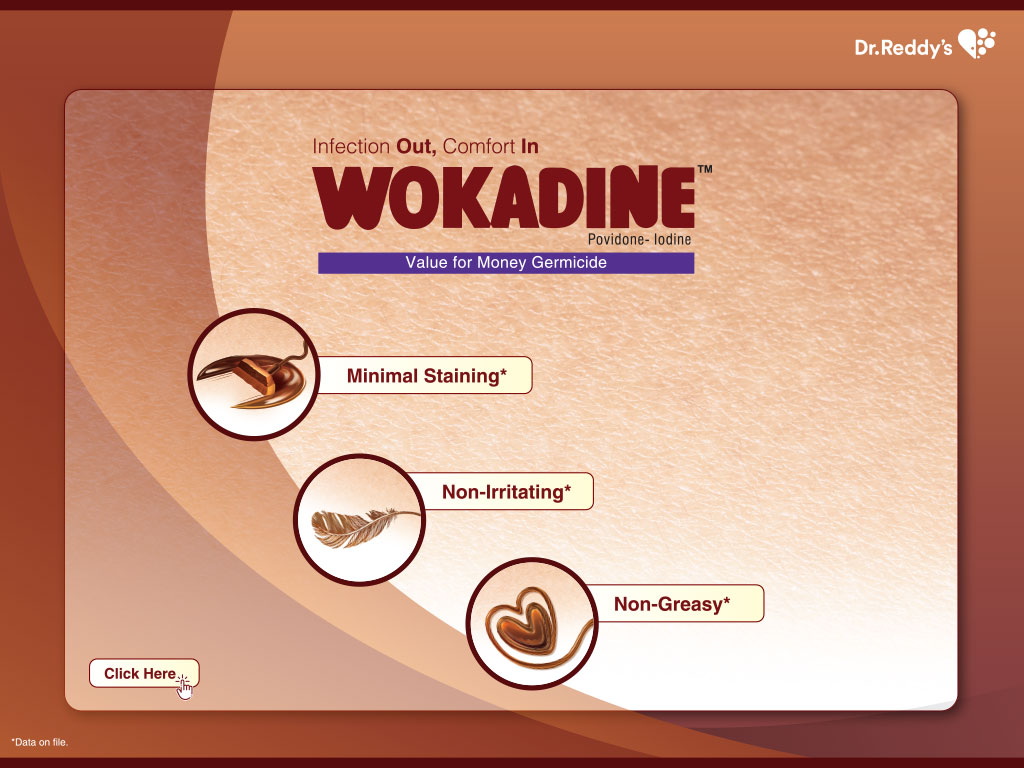 Dr.Reddy's
Infection Out, Comfort In
WOKADINE™
Povidone- Iodine
Value for Money Germicide
Minimal Staining*
Non-Irritating*
Non-Greasy*
Click Here
*Data on file.